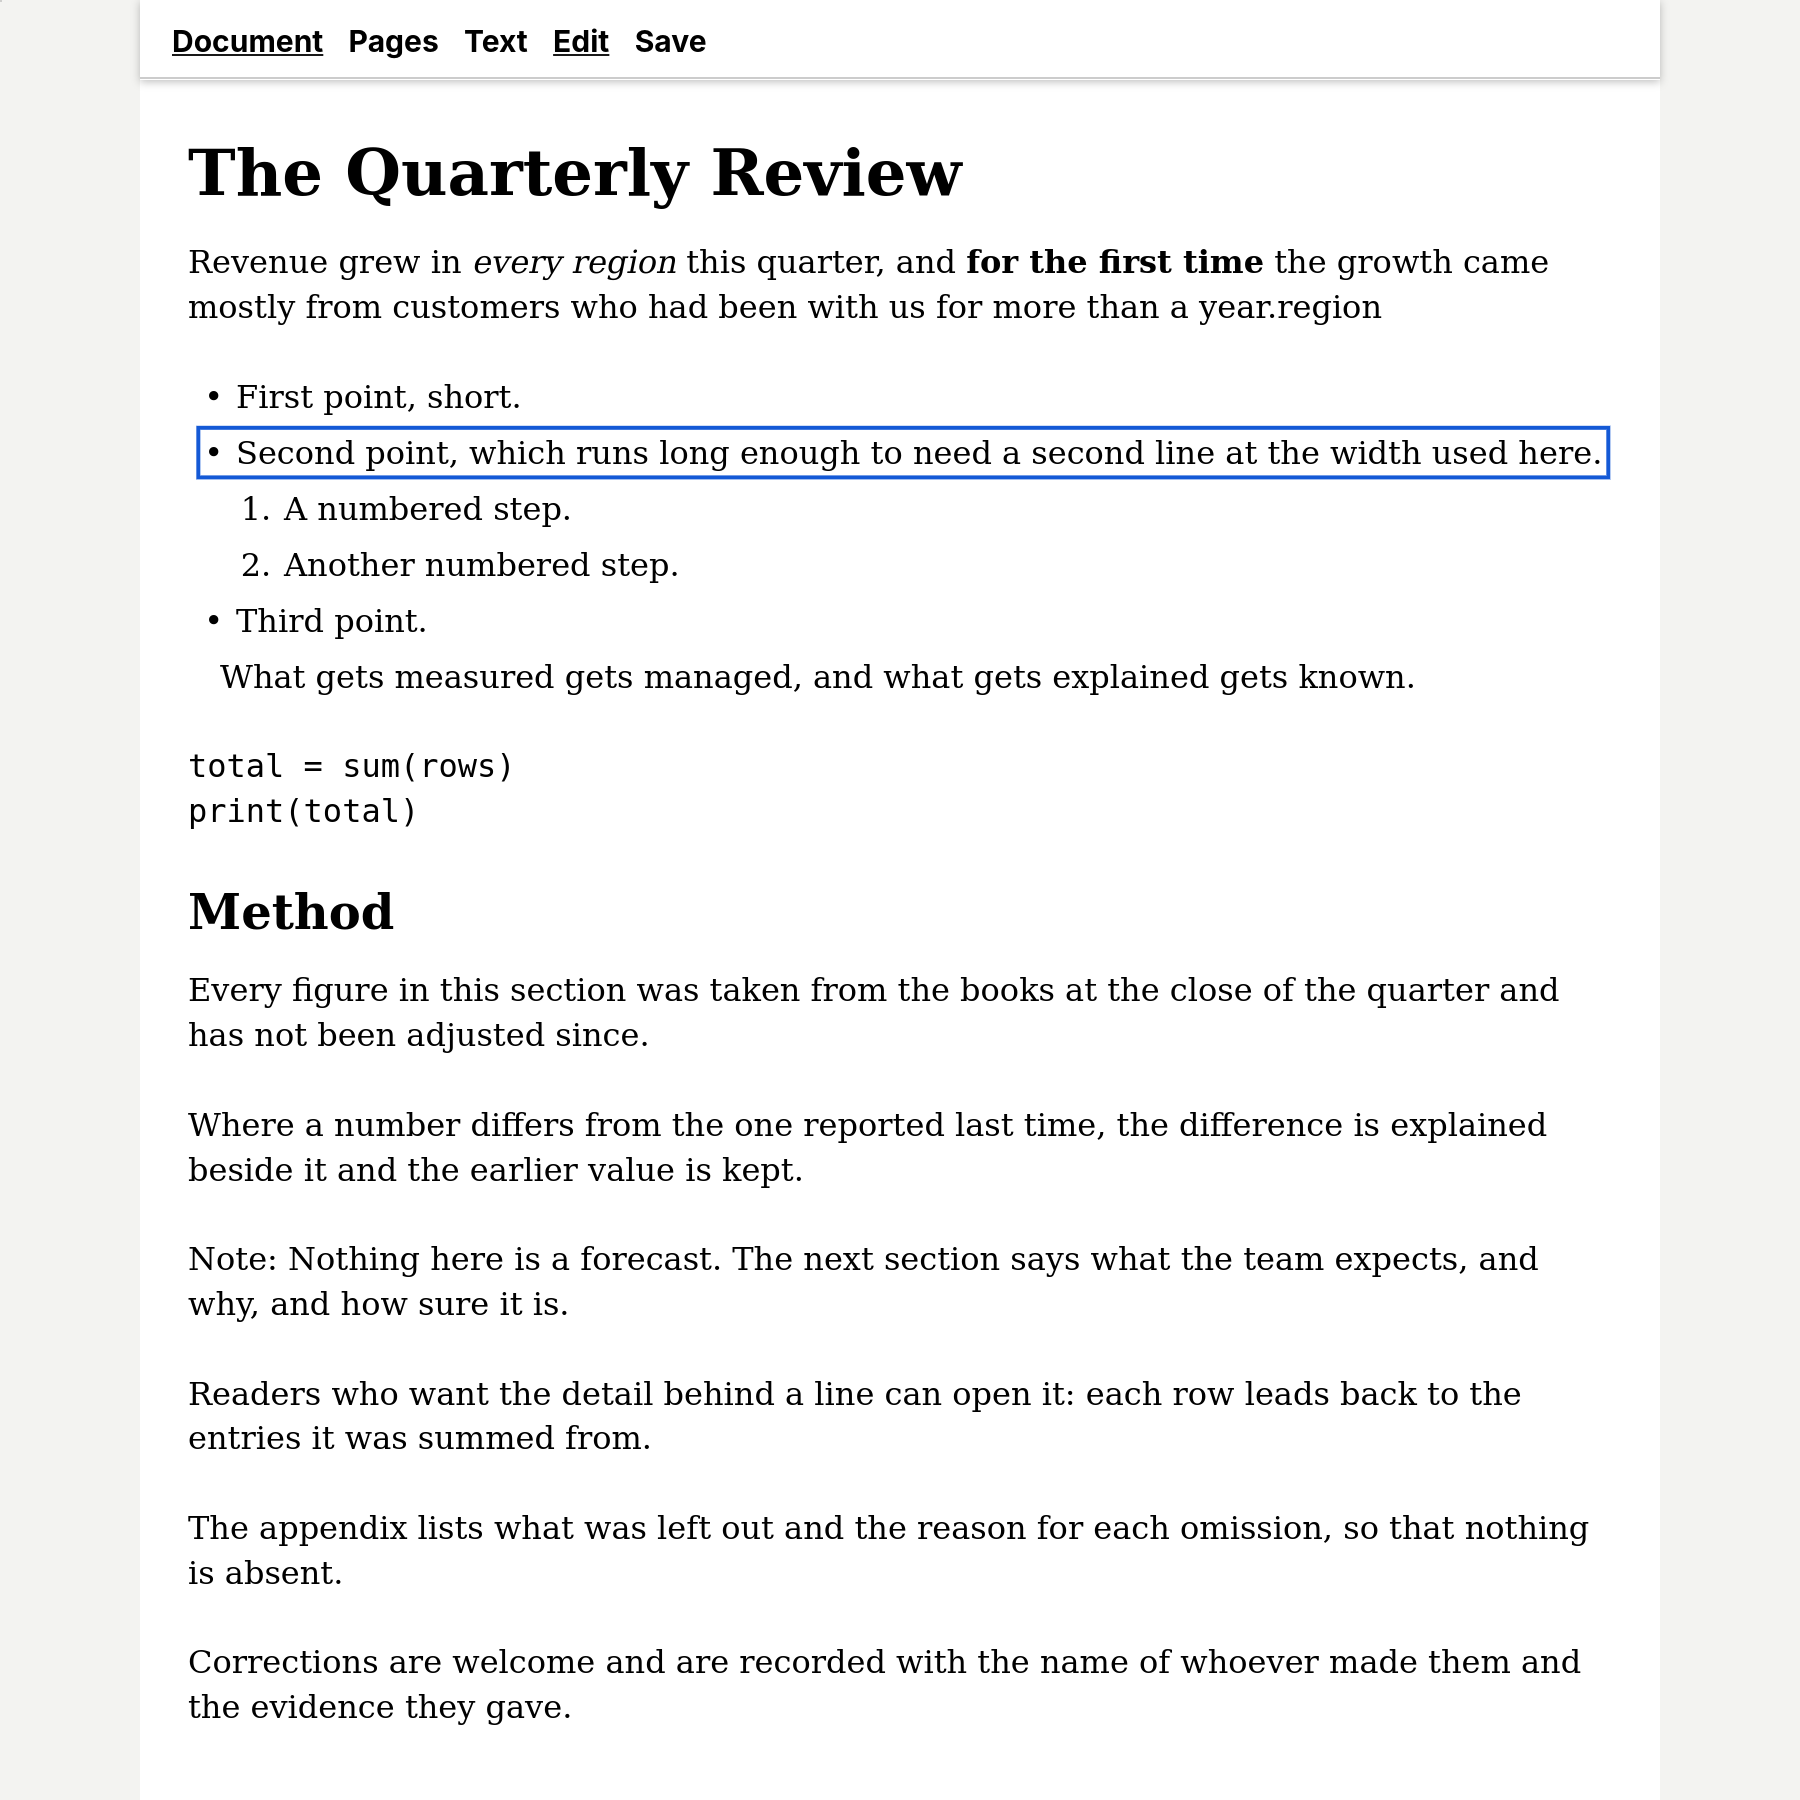 Document Pages Text Edit Save
The Quarterly Review
Revenue grew in every region this quarter, and for the first time the growth came
mostly from customers who had been with us for more than a year.region
• First point, short.
• Second point, which runs long enough to need a second line at the width used here.
1. A numbered step.
2. Another numbered step.
• Third point.
What gets measured gets managed, and what gets explained gets known.
total = sum(rows)
print(total)
Method
Every figure in this section was taken from the books at the close of the quarter and
has not been adjusted since.
Where a number differs from the one reported last time, the difference is explained
beside it and the earlier value is kept.
Note: Nothing here is a forecast. The next section says what the team expects, and
why, and how sure it is.
Readers who want the detail behind a line can open it: each row leads back to the
entries it was summed from.
The appendix lists what was left out and the reason for each omission, so that nothing
is absent.
Corrections are welcome and are recorded with the name of whoever made them and
the evidence they gave.